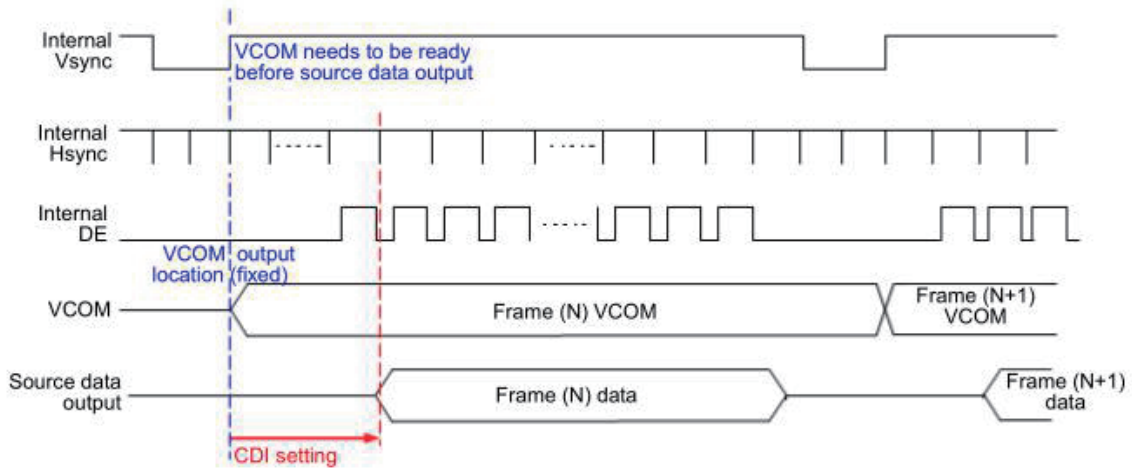 Internal
Vsync
VCOM needs to be ready
before source data output
Internal
Hsync
Internal
DE
VCOM output
location (fixed)
VCOM
Frame (N) VCOM
Frame (N+1)
VCOM
Source data
output
Frame (N) data
Frame (N+1)
data
CDI setting